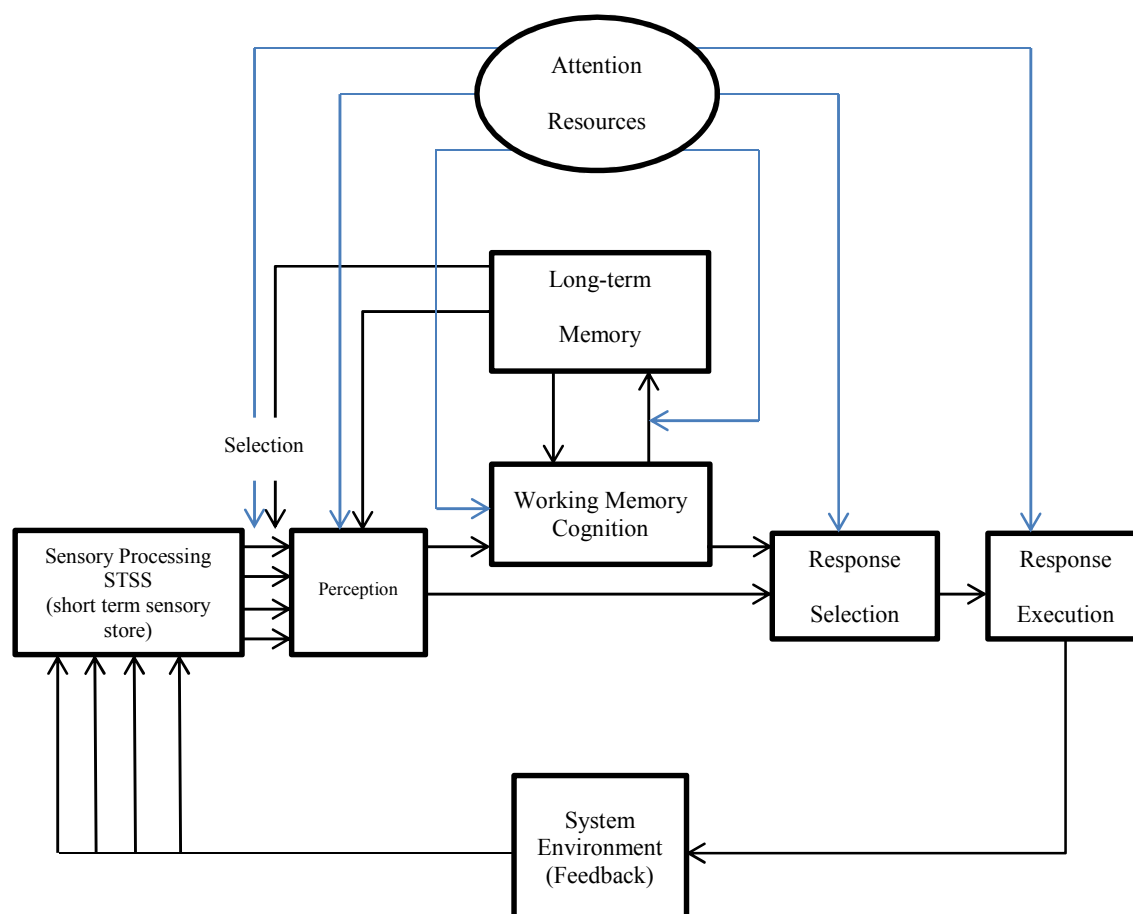 Attention
Resources
Long-term
Memory
Selection
Working Memory
Cognition
Sensory Processing
STSS
(short term sensory
store)
Perception
Response
Selection
Response
Execution
System
Environment
(Feedback)